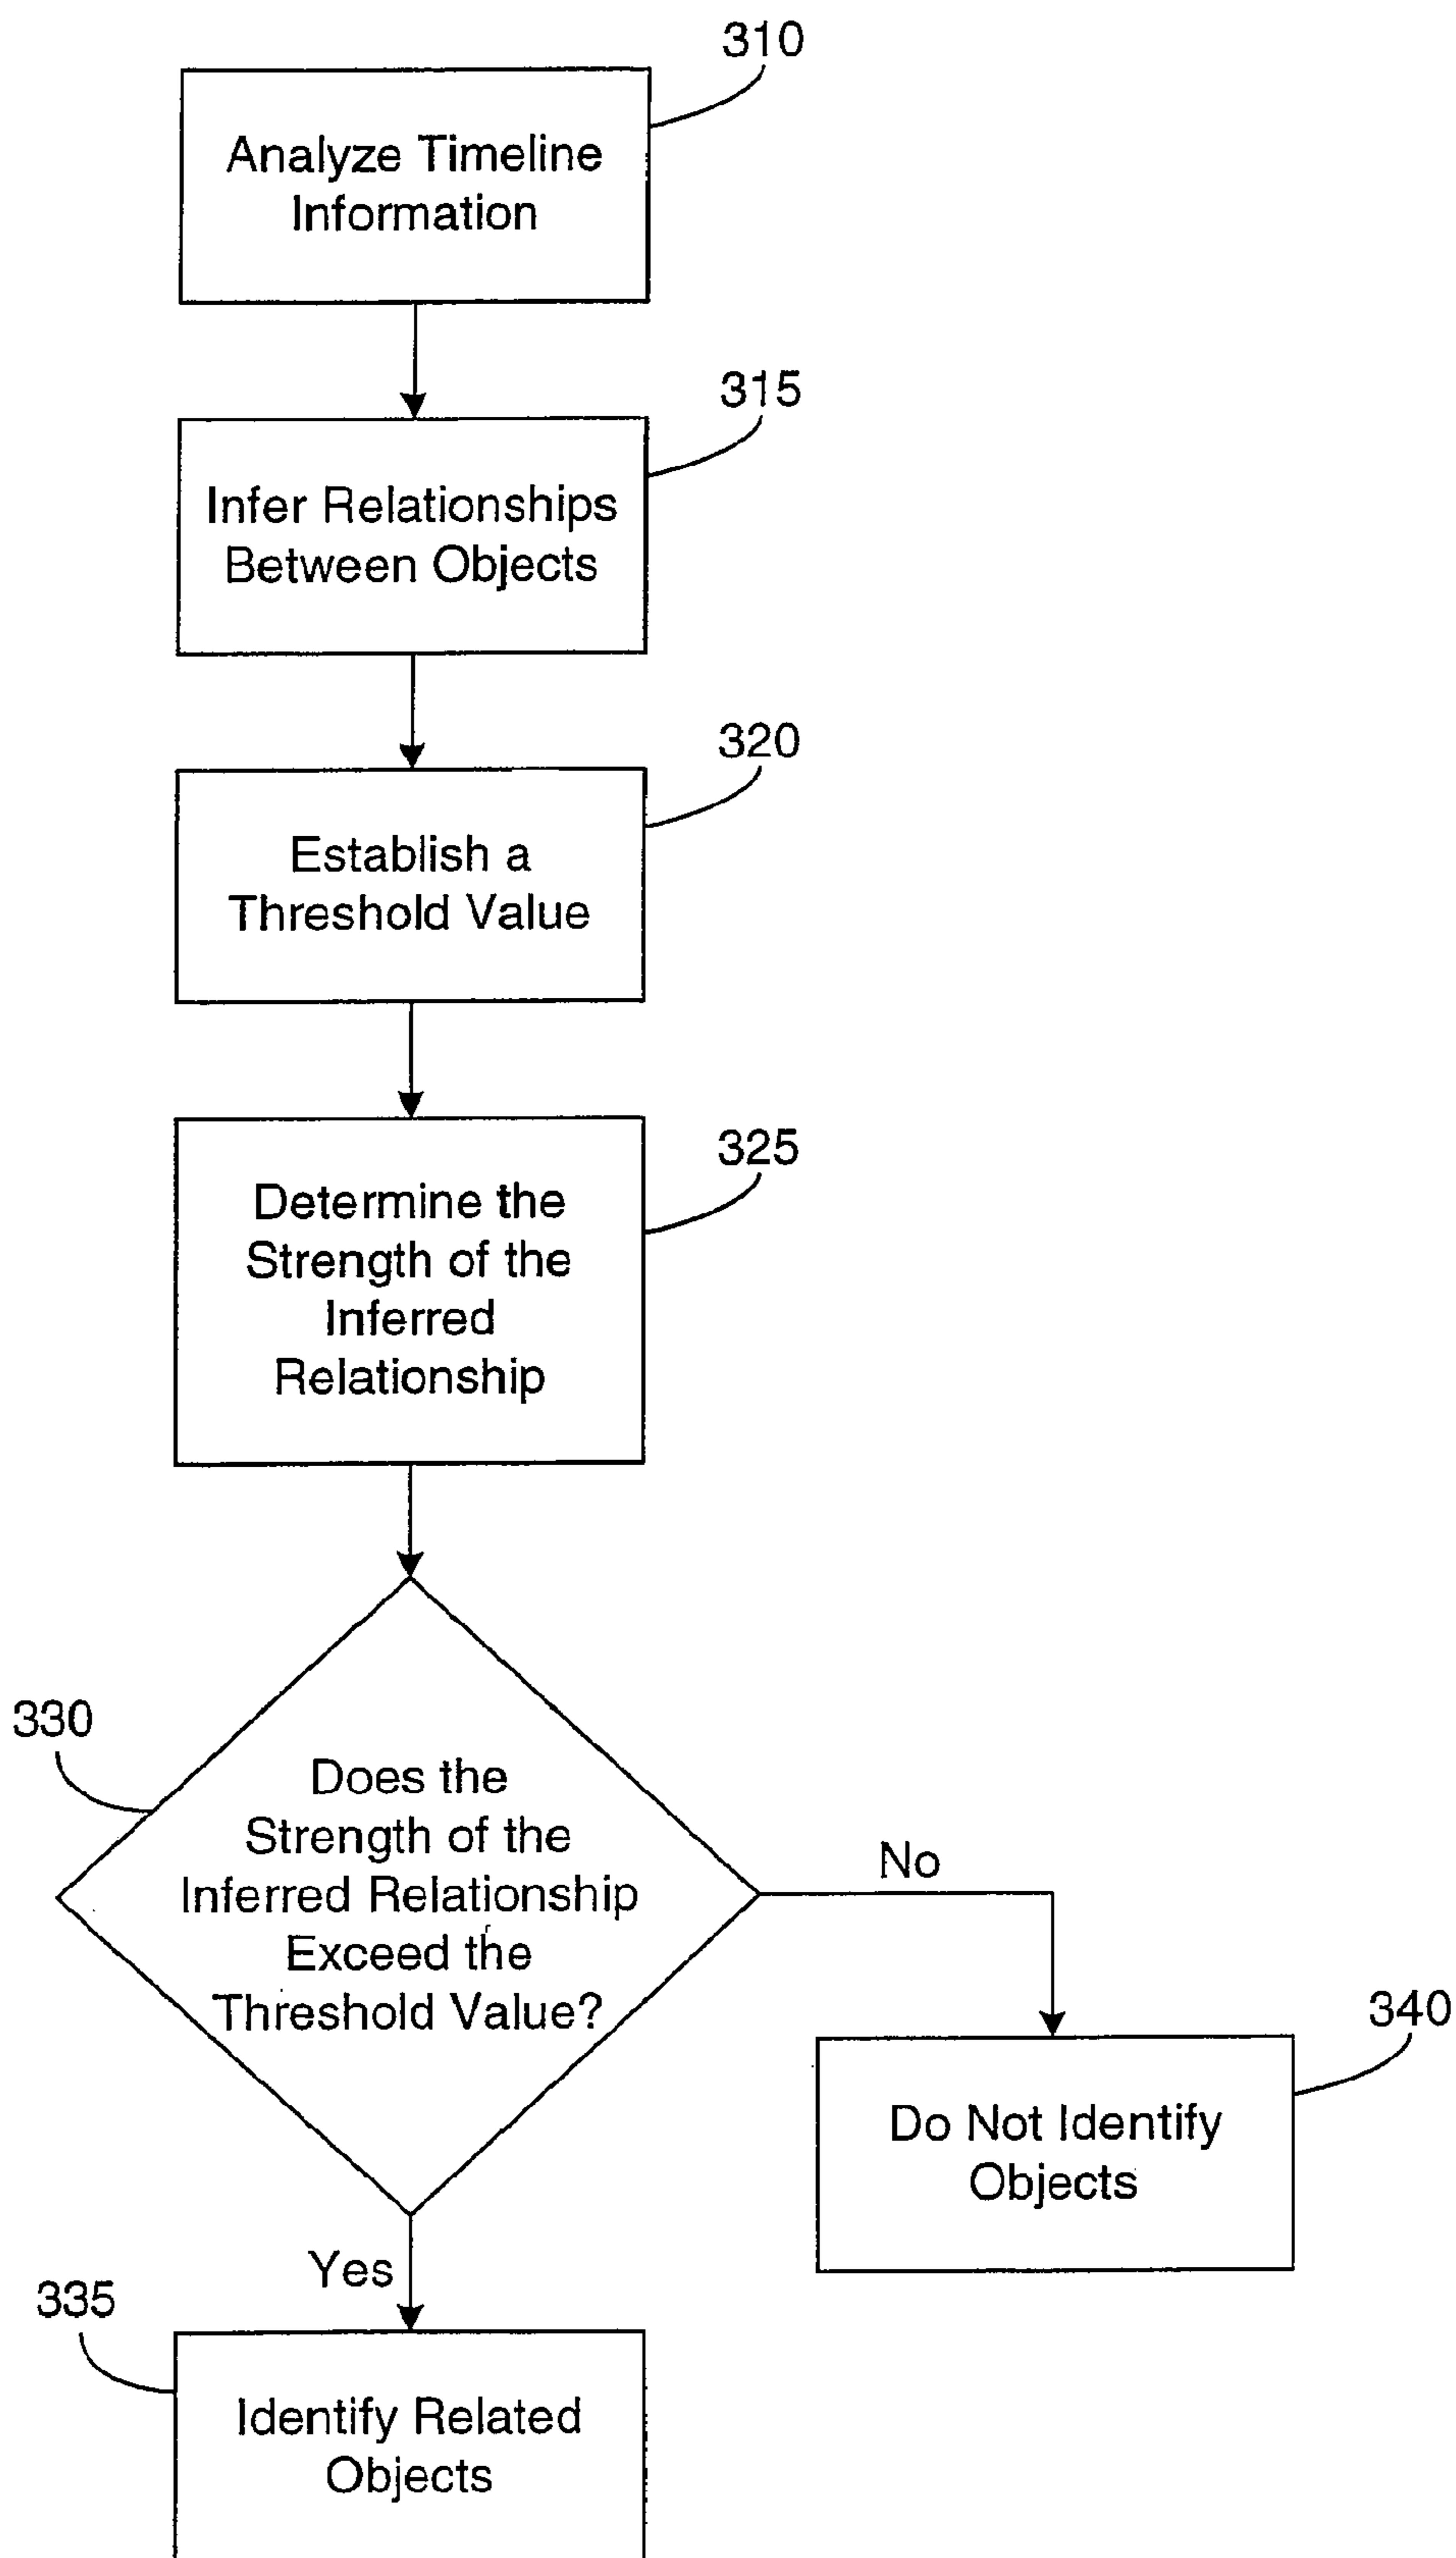 310
Analyze Timeline
Information
315
Infer Relationships
Between Objects
320
Establish a
Threshold Value
325
Determine the
Strength of the
Inferred
Relationship
330
Does the
Strength of the
Inferred Relationship
Exceed the
Threshold Value?
No
340
Do Not Identify
Objects
Yes
335
Identify Related
Objects